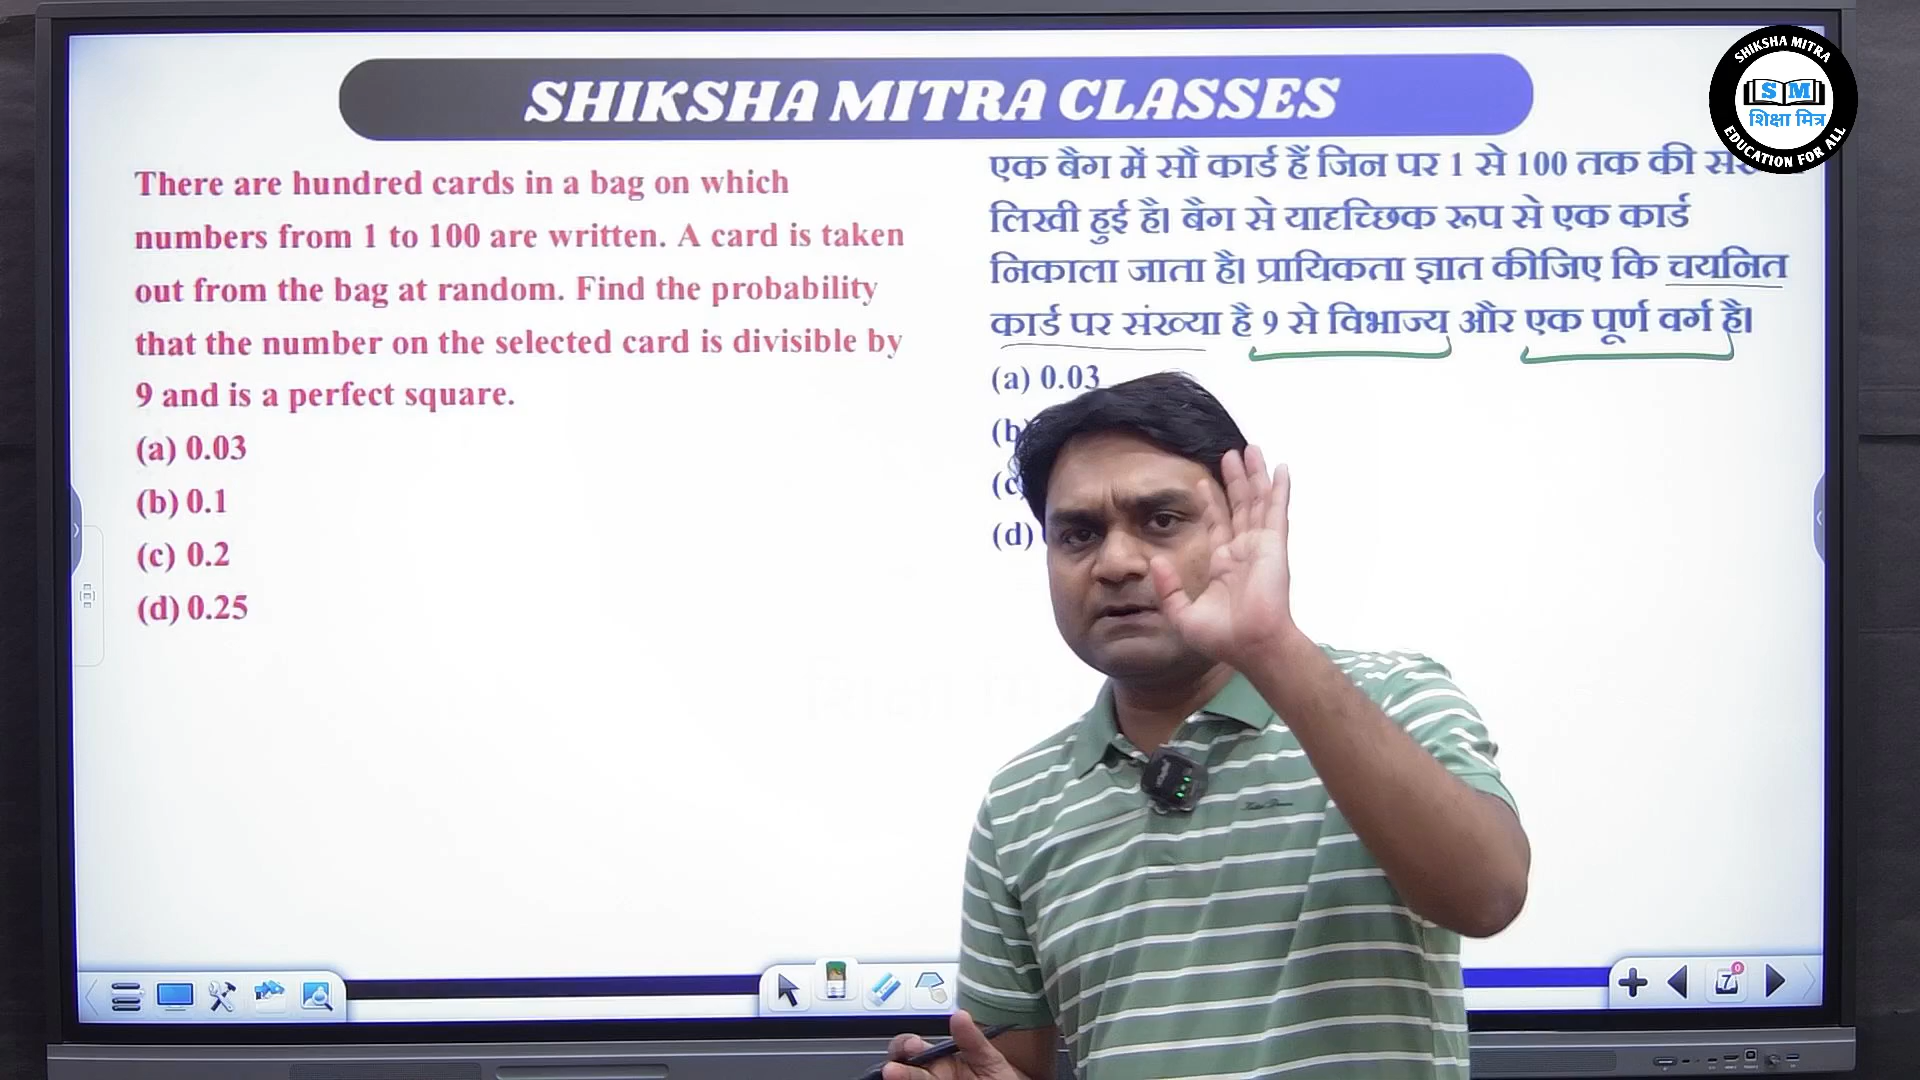 SHIKSHA MITRA CLASSES
SHIKSHA MITRA
SM
शिक्षा मित्र
EDUCATION FOR ALL
There are hundred cards in a bag on which
numbers from 1 to 100 are written. A card is taken
out from the bag at random. Find the probability
that the number on the selected card is divisible by
9 and is a perfect square.
(a) 0.03
(b) 0.1
(c) 0.2
(d) 0.25
एक बैग में सौ कार्ड हैं जिन पर 1 से 100 तक की
लिखी हुई है। बैग से यादृच्छिक रूप से एक कार्ड
निकाला जाता है। प्रायिकता ज्ञात कीजिए कि चयनित
कार्ड पर संख्या है 9 से विभाज्य और एक पूर्ण वर्ग है।
(a) 0.03
(b
(c
(d)
शिक्षा मित्र
7
0